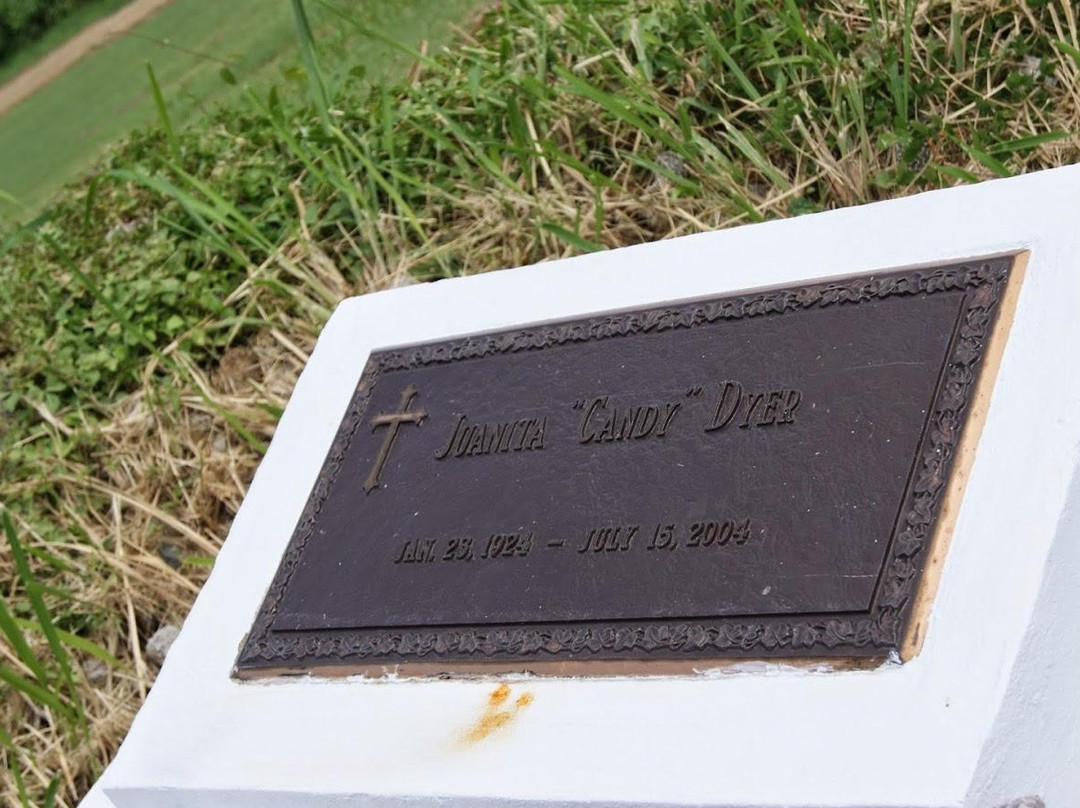 Juanita "Candy" Dyer
Jan. 23, 1924 – July 15, 2004